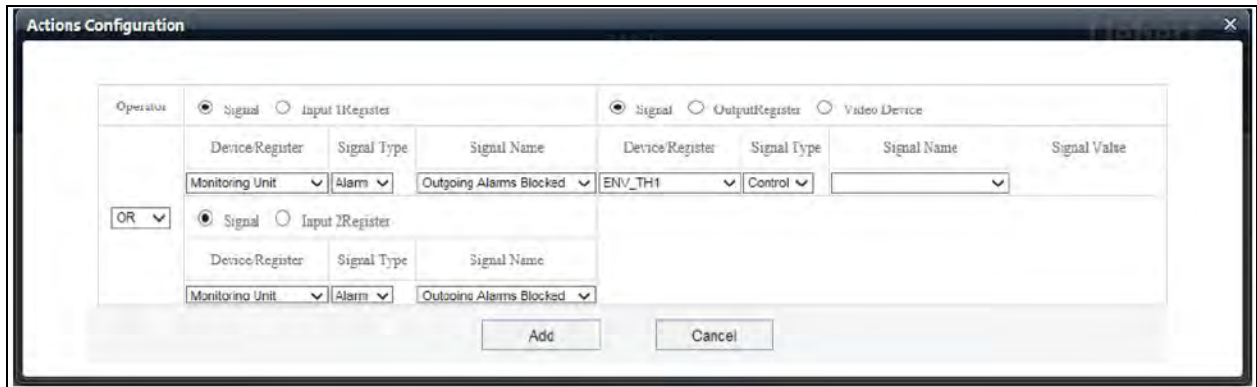 Actions Configuration
Operator Signal Input 1Register Signal OutputRegister Video Device
Device/Register Signal Type Signal Name Device/Register Signal Type Signal Name Signal Value
Monitoring Unit Alarm Outgoing Alarms Blocked ENV_TH1 Control
OR Signal Input 2Register
Device/Register Signal Type Signal Name
Monitoring Unit Alarm Outgoing Alarms Blocked
Add Cancel